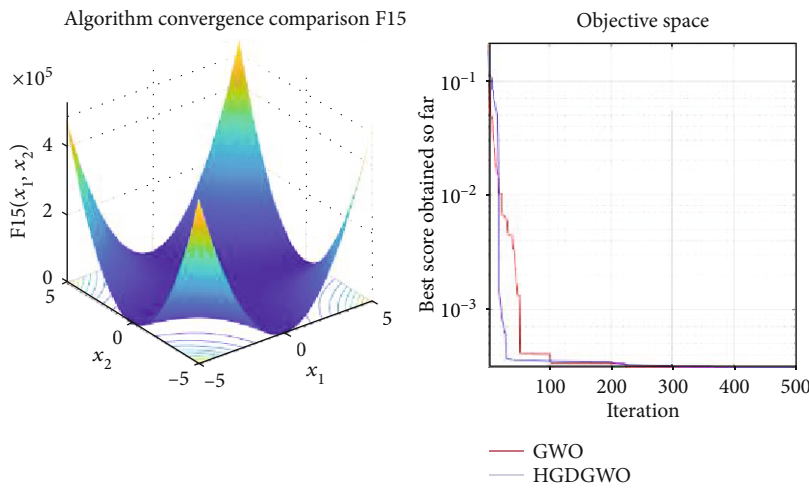 Algorithm convergence comparison F15
×10⁵
4
2
0
F15(x₁, x₂)
5
0
−5
x₂
−5
0
5
x₁
Objective space
10⁻¹
10⁻²
10⁻³
Best score obtained so far
100 200 300 400 500
Iteration
GWO
HGDGWO